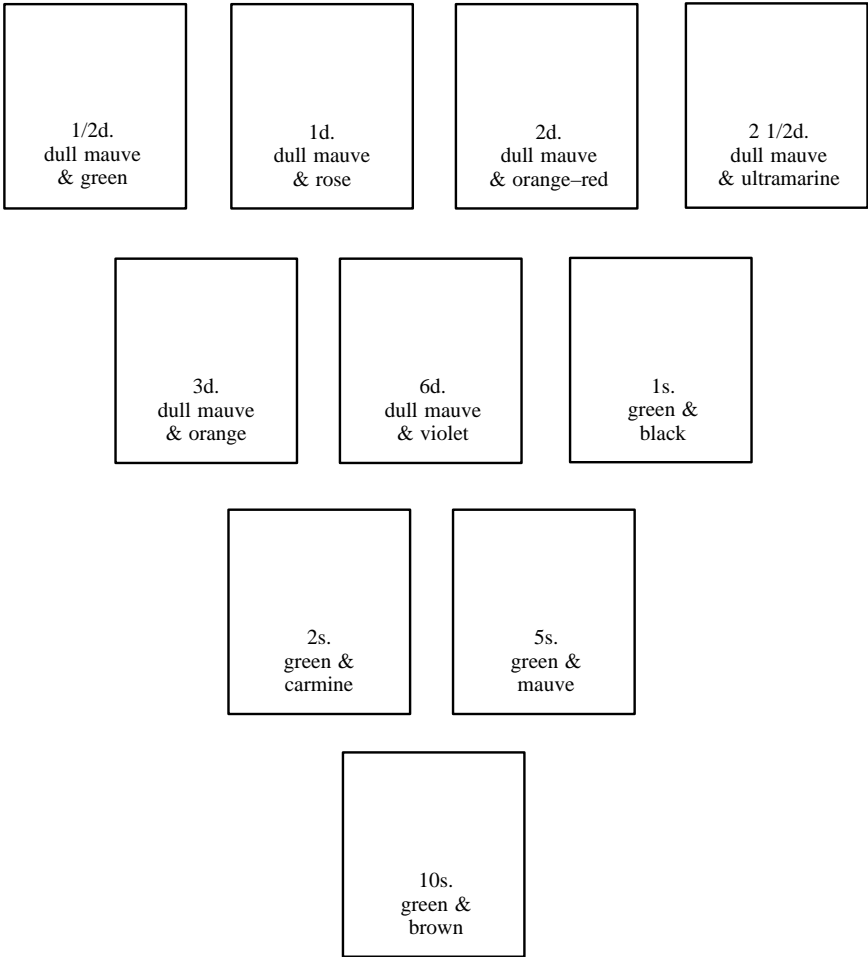 1/2d.
dull mauve
& green
1d.
dull mauve
& rose
2d.
dull mauve
& orange–red
2 1/2d.
dull mauve
& ultramarine
3d.
dull mauve
& orange
6d.
dull mauve
& violet
1s.
green &
black
2s.
green &
carmine
5s.
green &
mauve
10s.
green &
brown